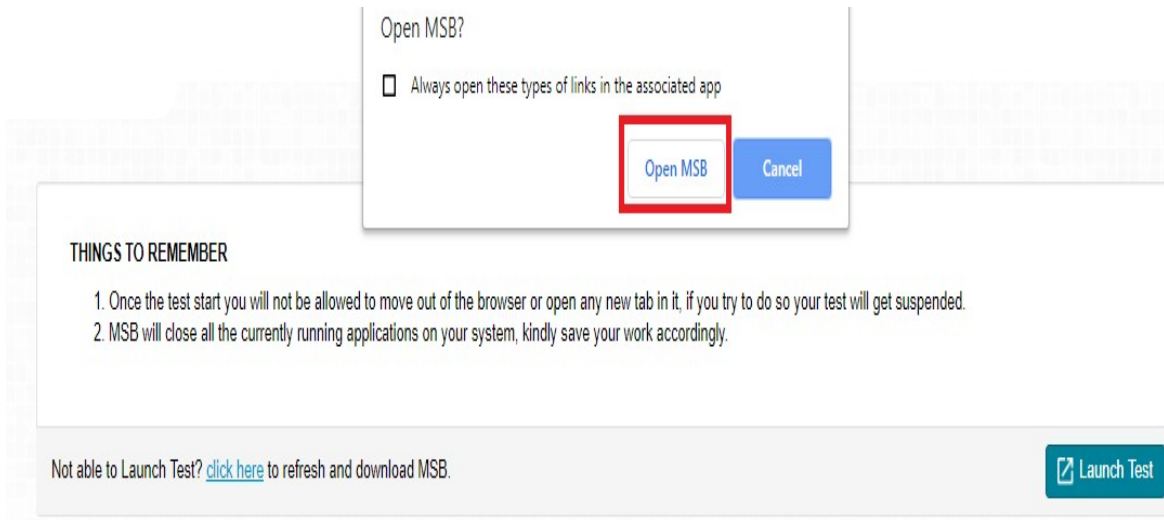 Open MSB?
Always open these types of links in the associated app
Open MSB Cancel
THINGS TO REMEMBER
1. Once the test start you will not be allowed to move out of the browser or open any new tab in it, if you try to do so your test will get suspended.
2. MSB will close all the currently running applications on your system, kindly save your work accordingly.
Not able to Launch Test? click here to refresh and download MSB.
Launch Test